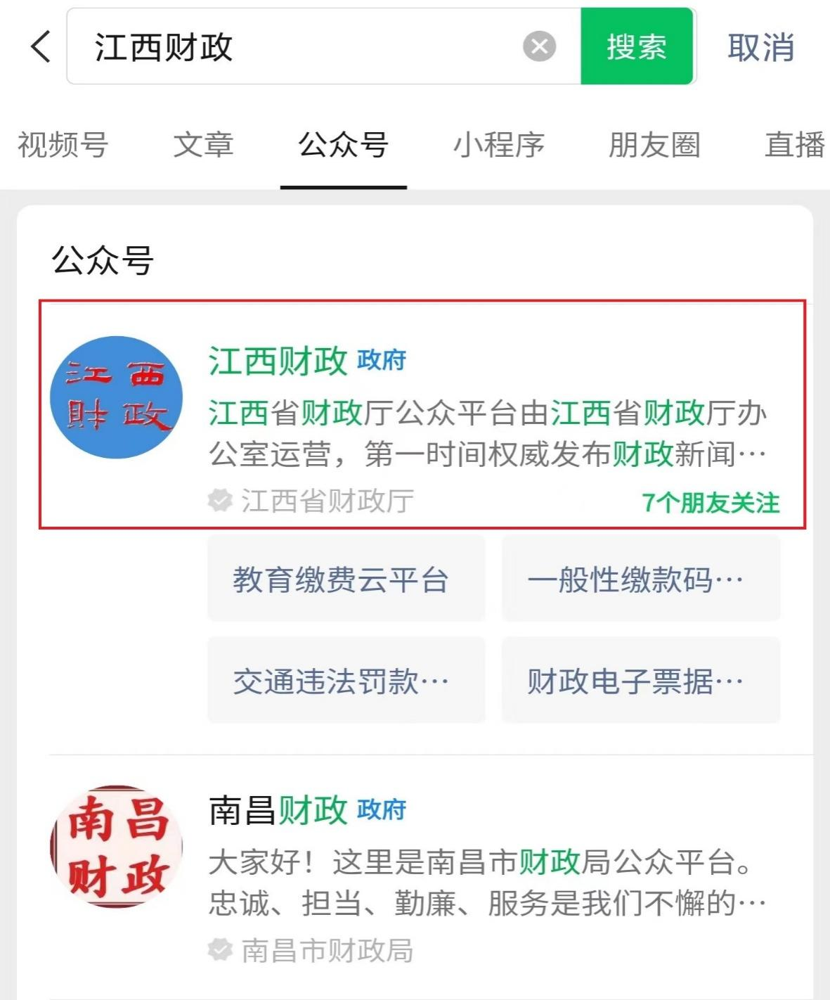 江西财政
搜索
取消
视频号 文章 公众号 小程序 朋友圈 直播
公众号
江西
財政
江西财政 政府
江西省财政厅公众平台由江西省财政厅办
公室运营，第一时间权威发布财政新闻…
江西省财政厅
7个朋友关注
教育缴费云平台
一般性缴款码…
交通违法罚款…
财政电子票据…
南昌
财政
南昌财政 政府
大家好！这里是南昌市财政局公众平台。
忠诚、担当、勤廉、服务是我们不懈的…
南昌市财政局